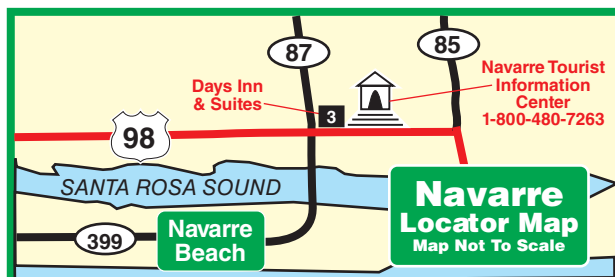 87
85
Days Inn
& Suites
3
Navarre Tourist
Information
Center
1-800-480-7263
98
SANTA ROSA SOUND
399
Navarre
Beach
Navarre
Locator Map
Map Not To Scale